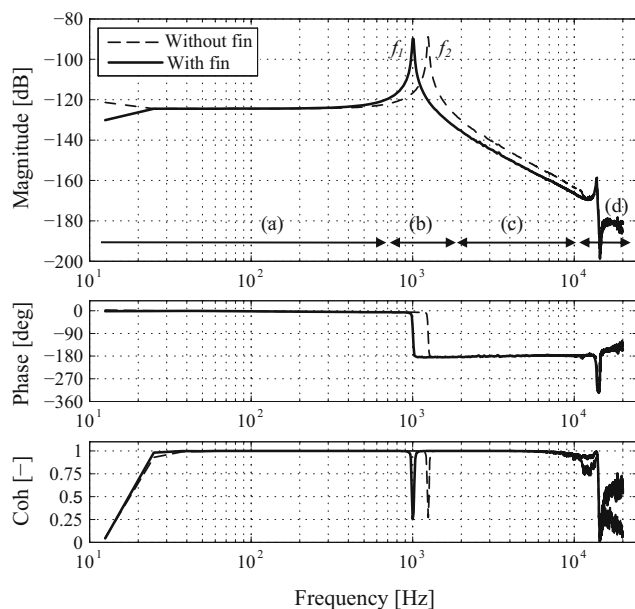 −80
−100
−120
−140
−160
−180
−200
Magnitude [dB]
Without fin
With fin
f1
f2
(a)
(b)
(c)
(d)
10^1
10^2
10^3
10^4
0
−90
−180
−270
−360
Phase [deg]
10^1
10^2
10^3
10^4
1
0.75
0.5
0.25
0
Coh [−]
10^1
10^2
10^3
10^4
Frequency [Hz]